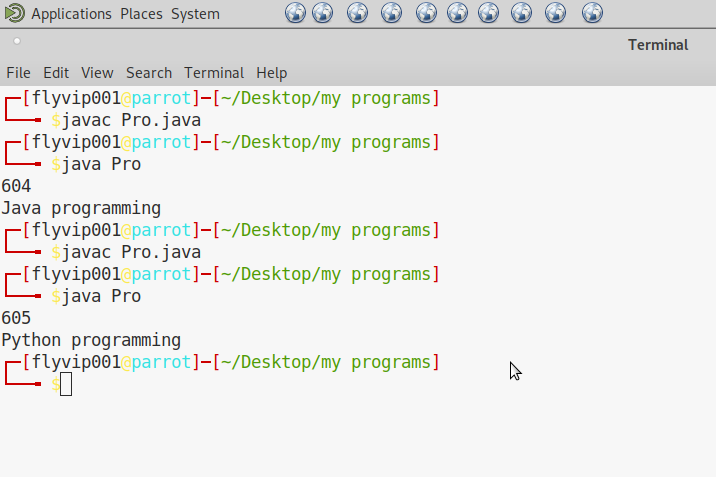 Applications Places System
Terminal
File Edit View Search Terminal Help
[flyvip001@parrot]─[~/Desktop/my programs]
$javac Pro.java
[flyvip001@parrot]─[~/Desktop/my programs]
$java Pro
604
Java programming
[flyvip001@parrot]─[~/Desktop/my programs]
$javac Pro.java
[flyvip001@parrot]─[~/Desktop/my programs]
$java Pro
605
Python programming
[flyvip001@parrot]─[~/Desktop/my programs]
$